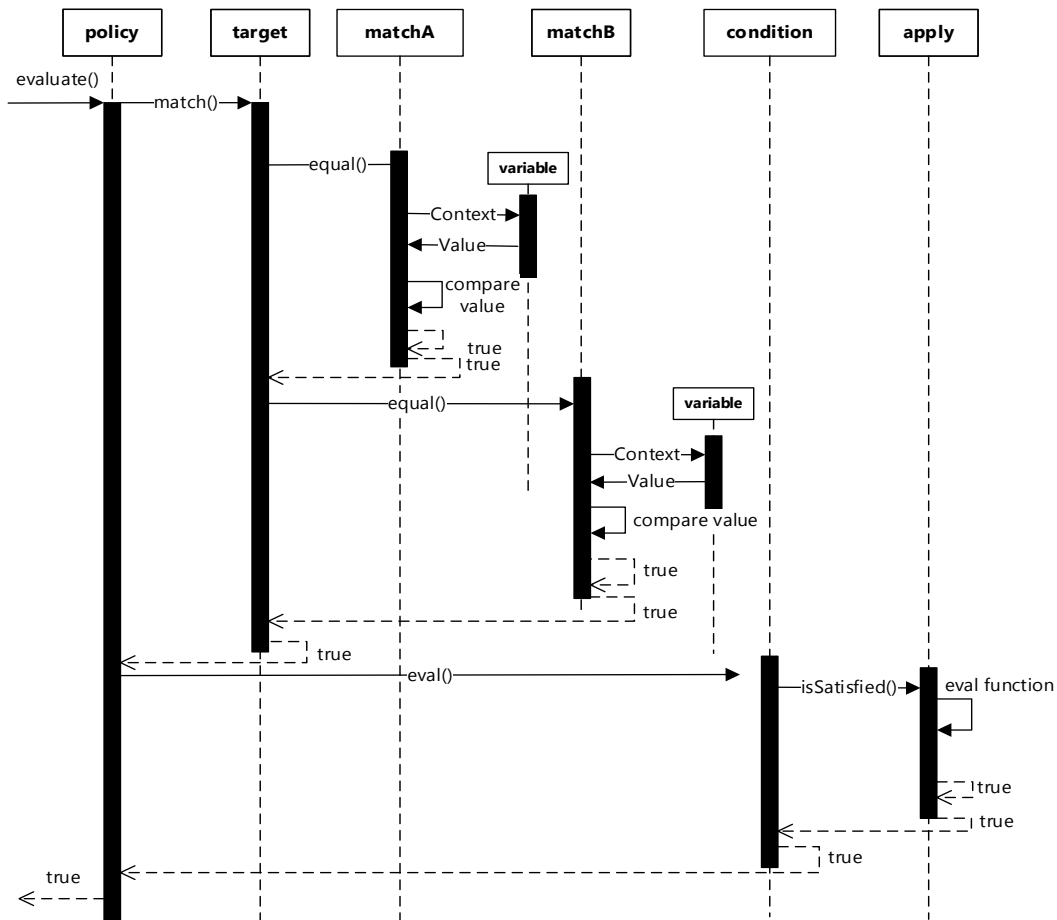 policy
target
matchA
matchB
condition
apply
evaluate()
match()
equal()
variable
Context
Value
compare
value
true
true
equal()
variable
Context
Value
compare value
true
true
true
eval()
isSatisfied()
eval function
true
true
true
true